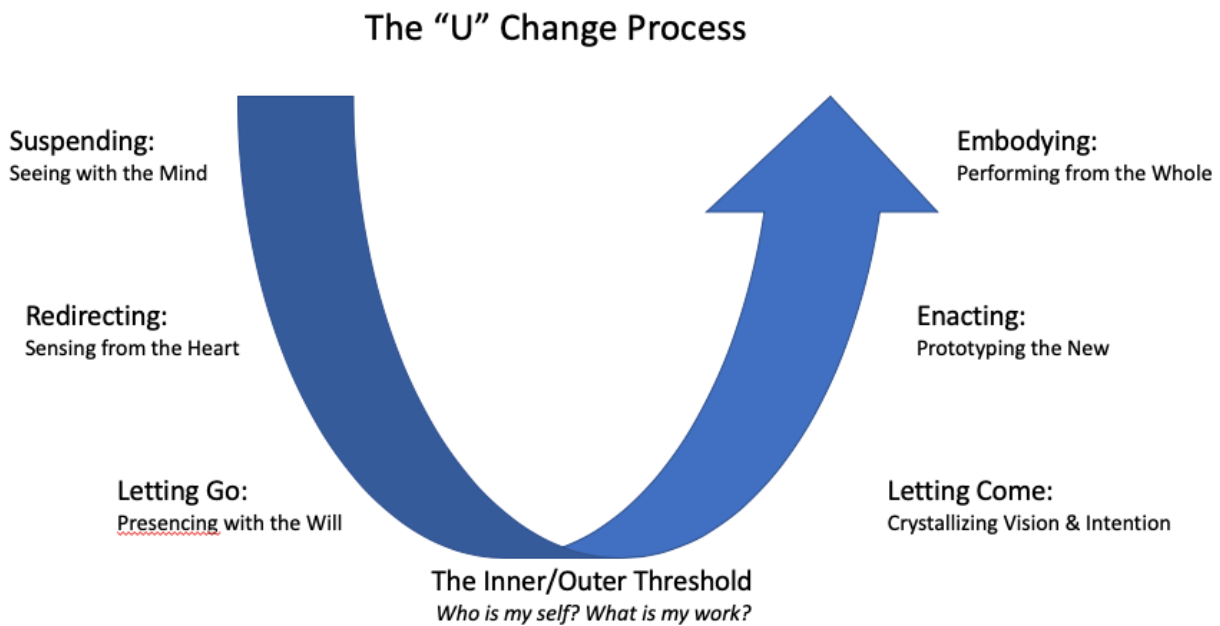 The “U” Change Process
Suspending:
Seeing with the Mind
Redirecting:
Sensing from the Heart
Letting Go:
Presencing with the Will
The Inner/Outer Threshold
Who is my self? What is my work?
Letting Come:
Crystallizing Vision & Intention
Enacting:
Prototyping the New
Embodying:
Performing from the Whole